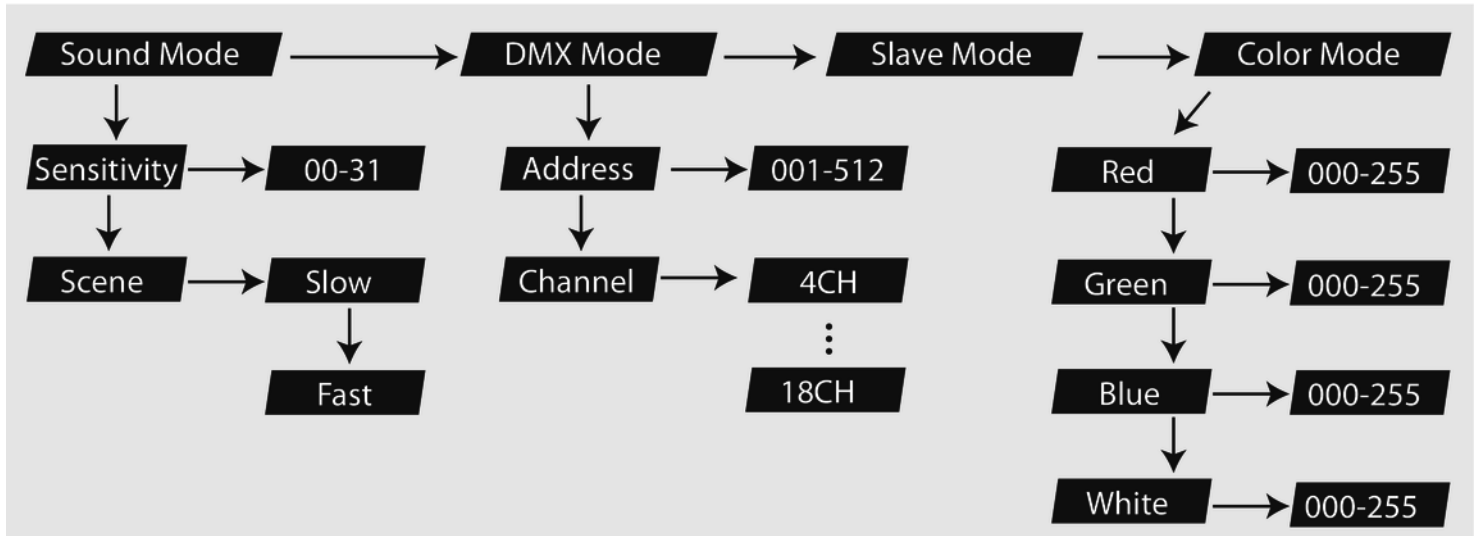 Sound Mode
DMX Mode
Slave Mode
Color Mode
Sensitivity
00-31
Address
001-512
Red
000-255
Scene
Slow
Channel
4CH
Green
000-255
Fast
18CH
Blue
000-255
White
000-255